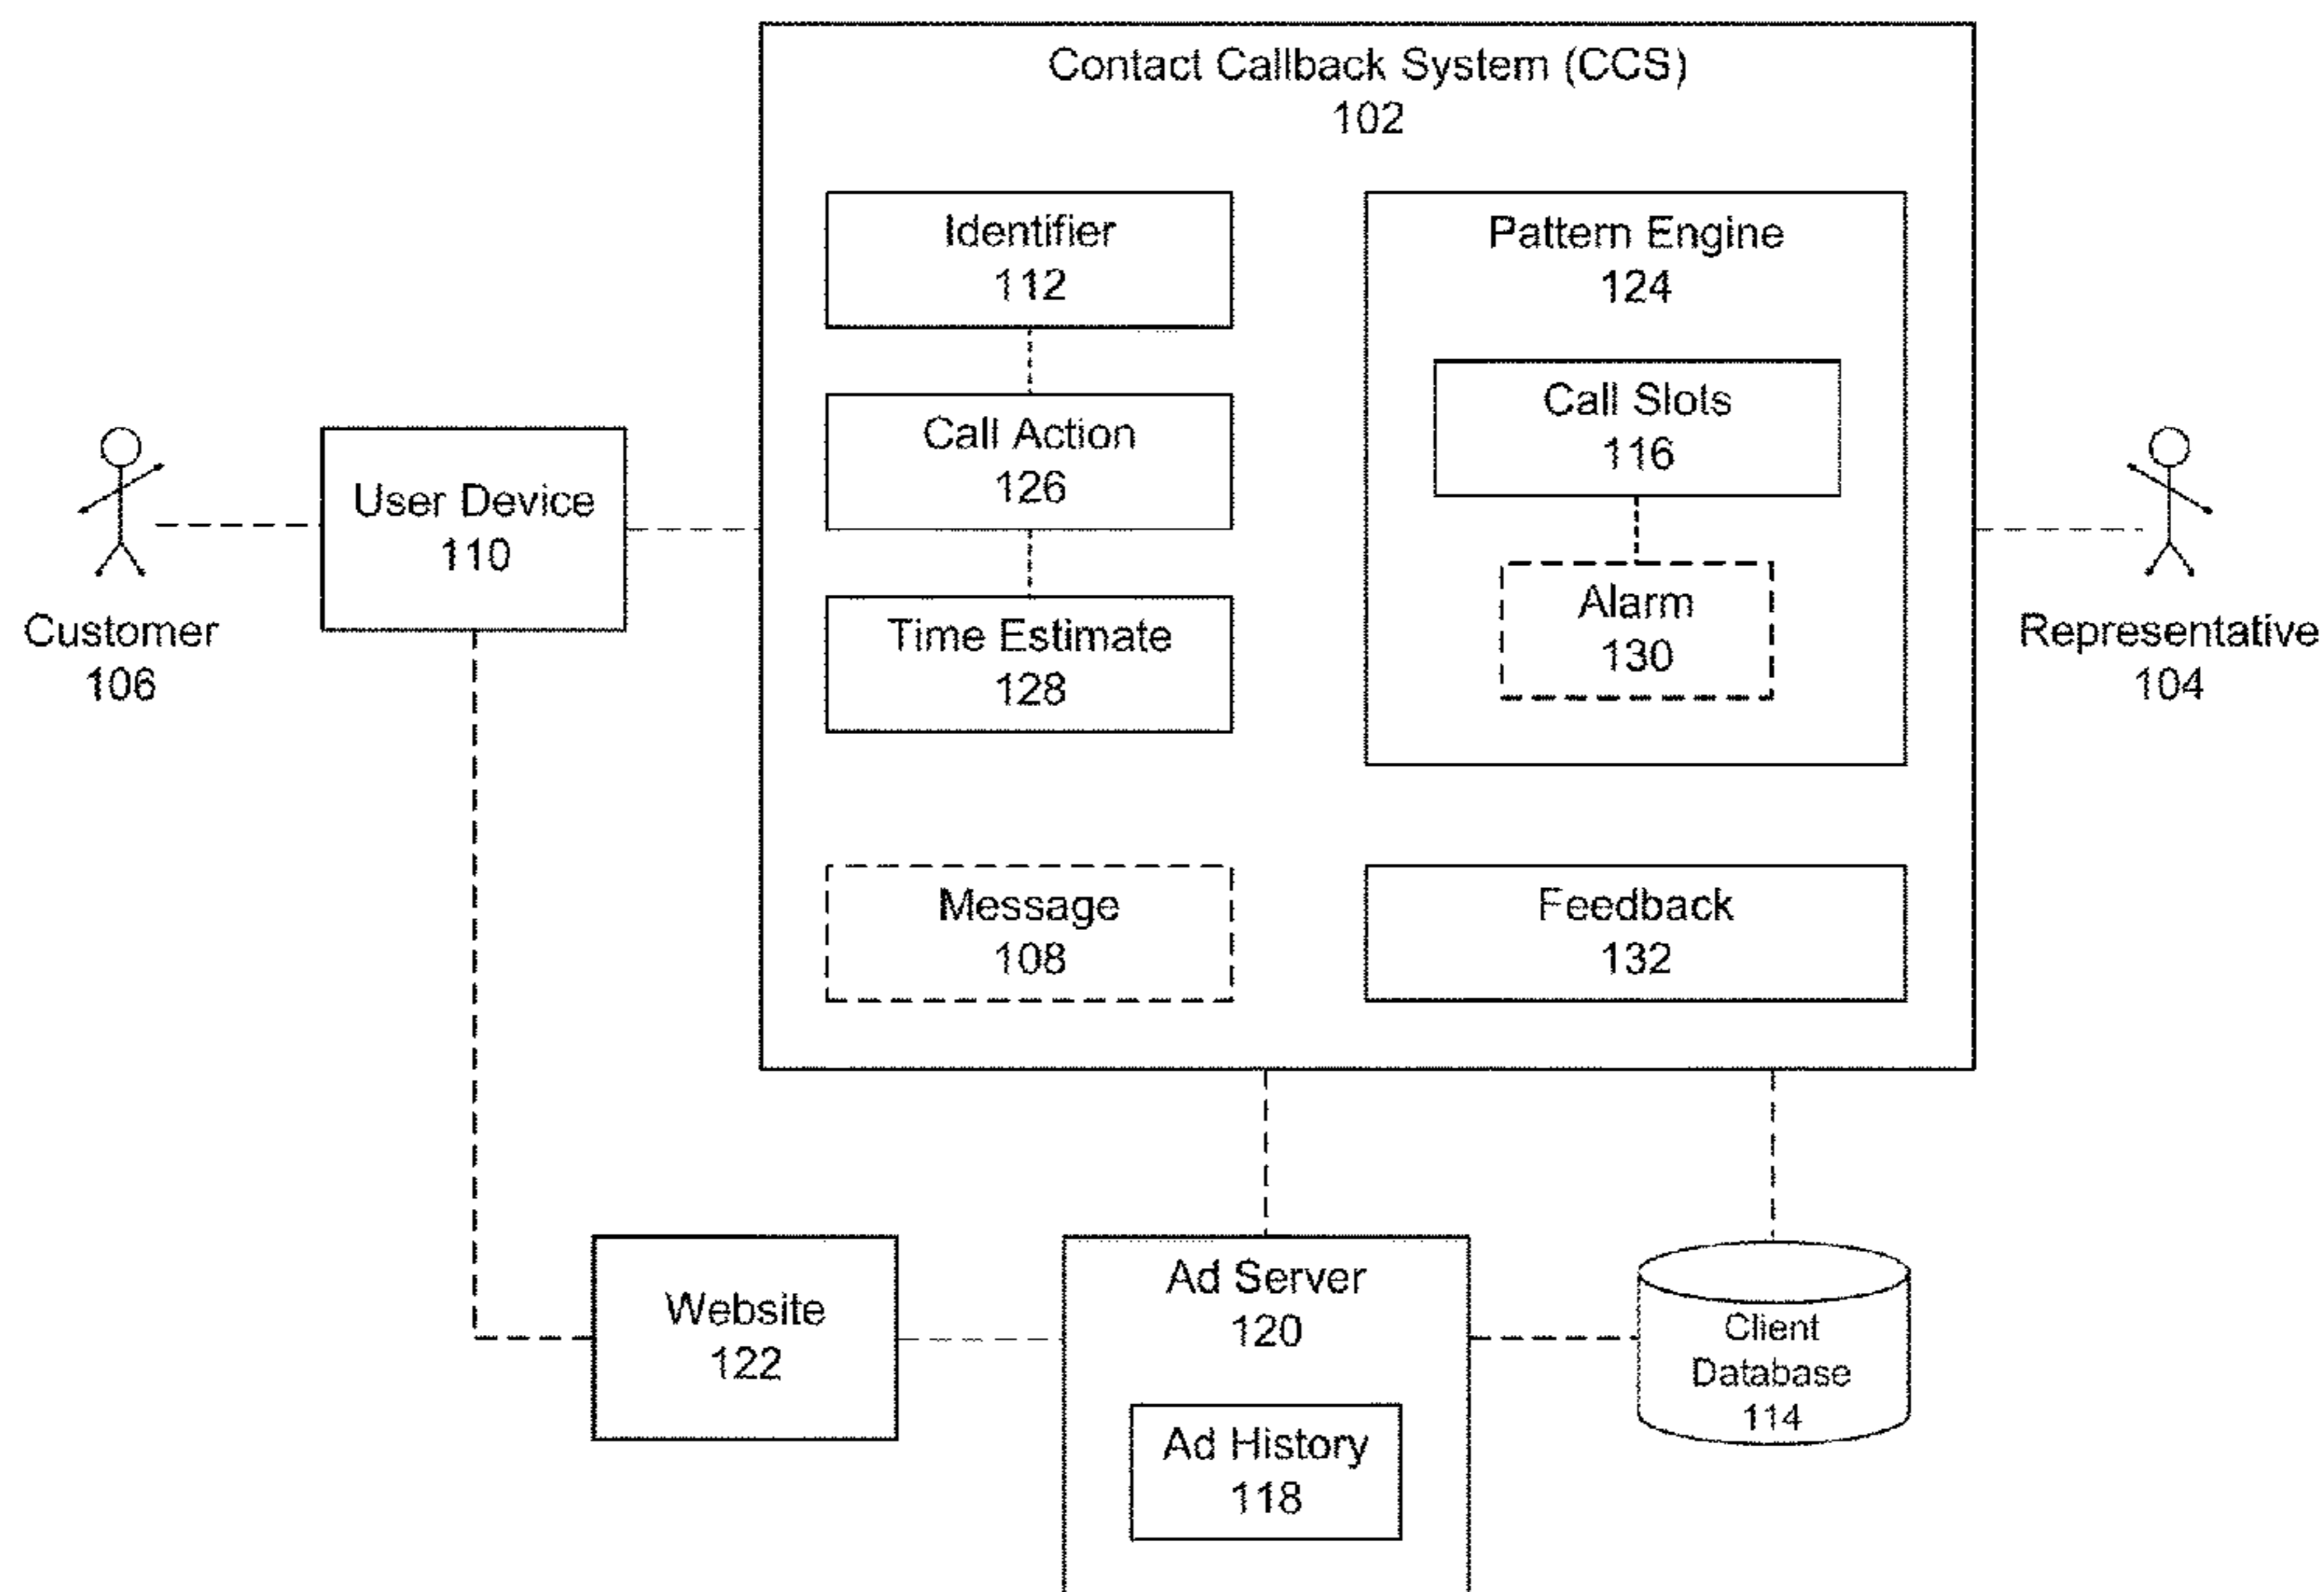 Contact Callback System (CCS)
102
Identifier
112
Pattern Engine
124
Call Action
126
Call Slots
116
Customer
106
User Device
110
Time Estimate
128
Alarm
130
Representative
104
Message
108
Feedback
132
Website
122
Ad Server
120
Ad History
118
Client
Database
114